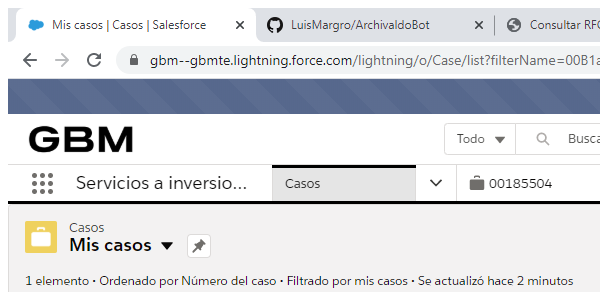 Mis casos | Casos | Salesforce
LuisMargro/ArchivaldoBot
Consultar RFC
gbm--gbmte.lightning.force.com/lightning/o/Case/list?filterName=00B1a
GBM
Todo
Busca
Servicios a inversio...
Casos
00185504
Casos
Mis casos
1 elemento • Ordenado por Número del caso • Filtrado por mis casos • Se actualizó hace 2 minutos